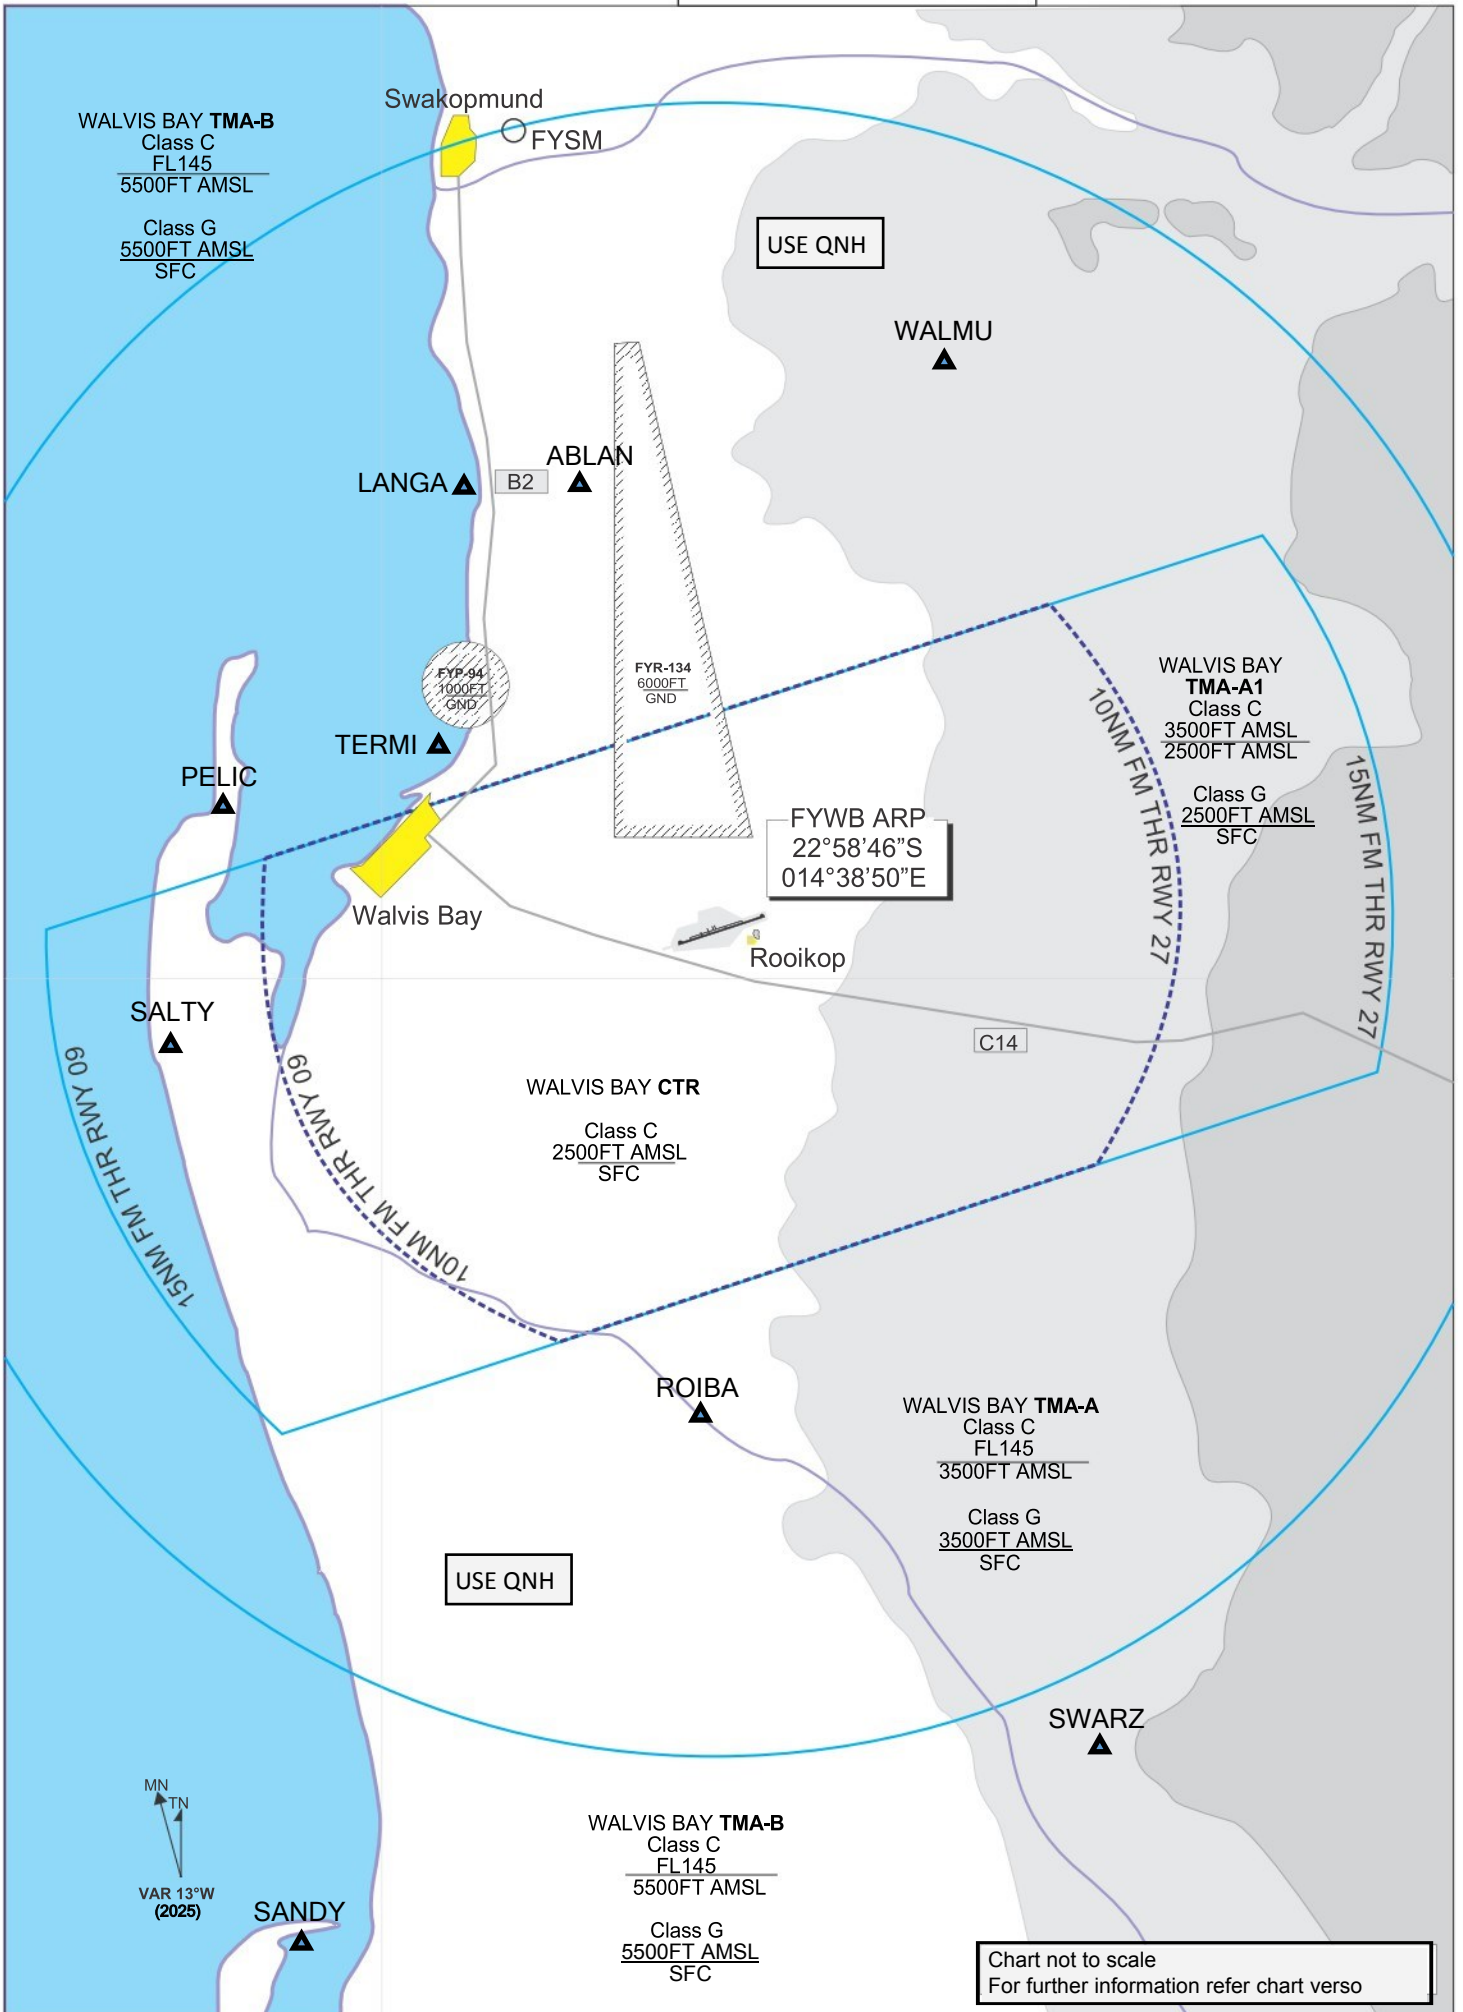 Swakopmund
WALVIS BAY TMA-B
Class C
FL145
5500FT AMSL
Class G
5500FT AMSL
SFC
FYSM
USE QNH
WALMU
ABLAN
LANGA
B2
FYP-94
1000FT
GND
FYR-134
6000FT
GND
WALVIS BAY
TMA-A1
Class C
3500FT AMSL
2500FT AMSL
Class G
2500FT AMSL
SFC
10NM FM THR RWY 27
15NM FM THR RWY 27
TERMI
PELIC
FYWB ARP
22°58’46”S
014°38’50”E
Walvis Bay
Rooikop
SALTY
C14
15NM FM THR RWY 09
10NM FM THR RWY 09
WALVIS BAY CTR
Class C
2500FT AMSL
SFC
ROIBA
WALVIS BAY TMA-A
Class C
FL145
3500FT AMSL
Class G
3500FT AMSL
SFC
USE QNH
SWARZ
MN
TN
VAR 13°W
(2025)
SANDY
WALVIS BAY TMA-B
Class C
FL145
5500FT AMSL
Class G
5500FT AMSL
SFC
Chart not to scale
For further information refer chart verso